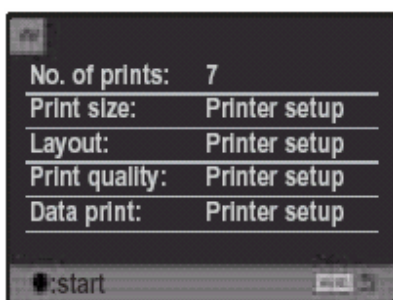 No. of prints: 7
Print size: Printer setup
Layout: Printer setup
Print quality: Printer setup
Data print: Printer setup
:start